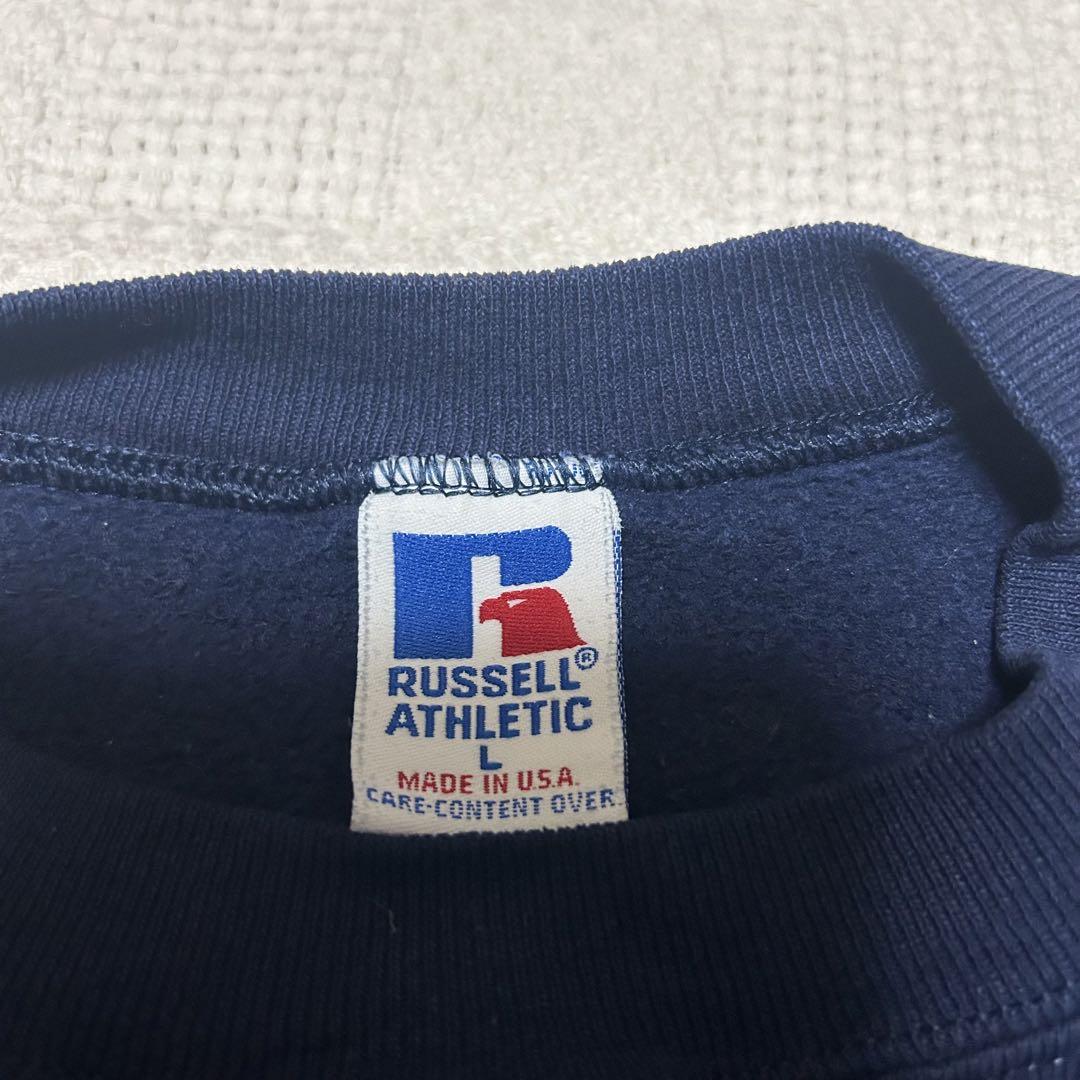 RUSSELL®
ATHLETIC
L
MADE IN U.S.A.
CARE-CONTENT OVER.